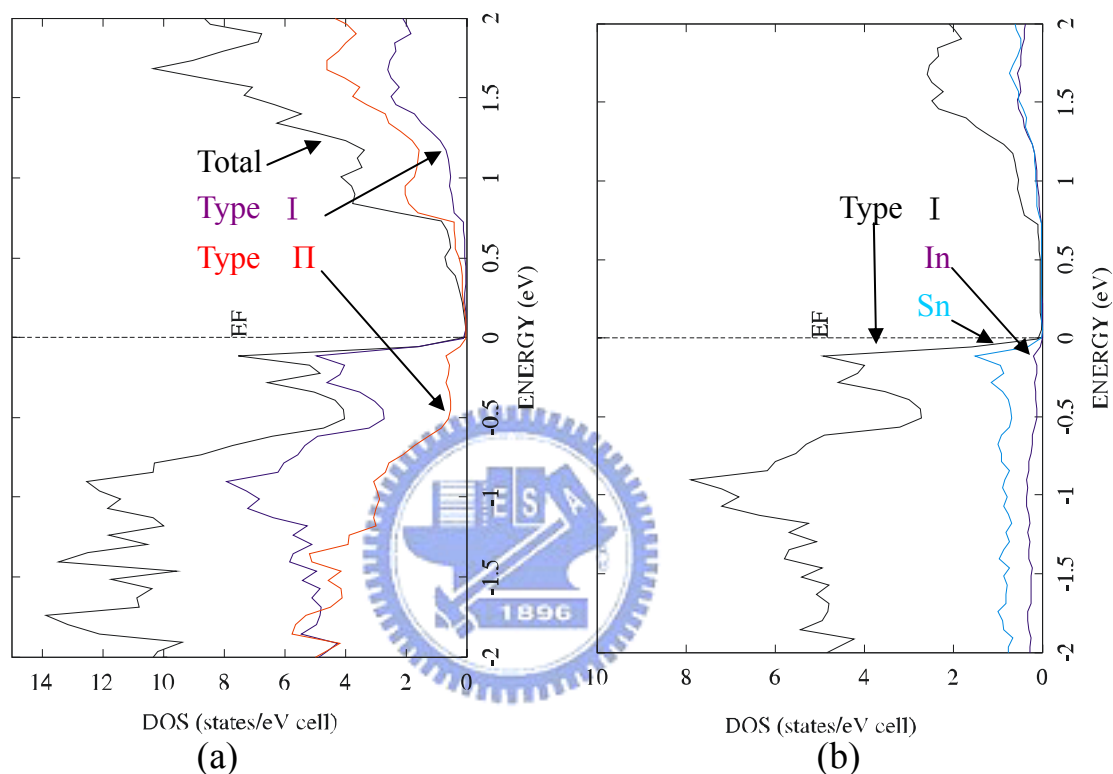 2
1.5
1
0.5
0
-0.5
-1
-1.5
-2
ENERGY (eV)
EF
Total
Type I
Type Π
14 12 10 8 6 4 2 0
DOS (states/eV cell)
(a)
2
1.5
1
0.5
0
-0.5
-1
-1.5
-2
ENERGY (eV)
EF
Type I
In
Sn
10 8 6 4 2 0
DOS (states/eV cell)
(b)
E S A
1896